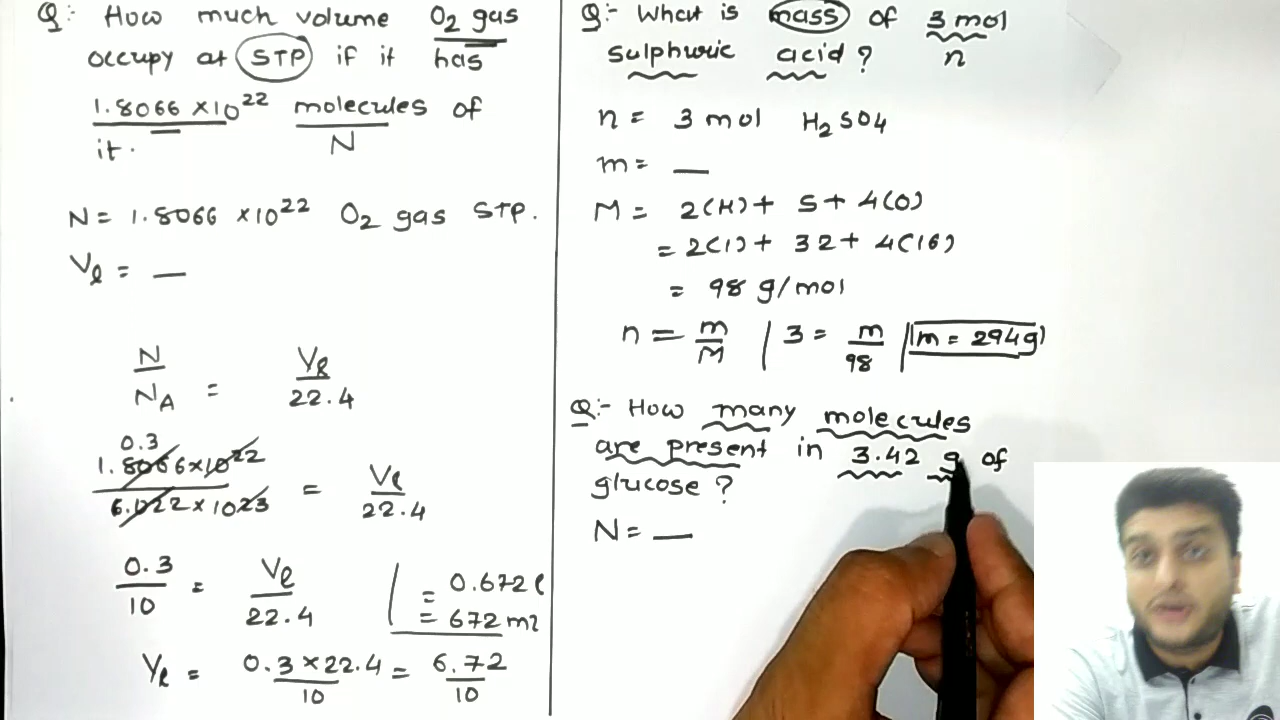 Q:- How much volume O2 gas
occupy at STP if it has
1.8066 ×10^22 molecules of
N
it.
N = 1.8066 ×10^22 O2 gas STP.
Vl = __
N/NA = Vl/22.4
0.3
1.8066×10^22/6.022×10^23 = Vl/22.4
0.3/10 = Vl/22.4
= 0.672 l
= 672 ml
Vl = 0.3×22.4/10 = 6.72/10
Q:- What is mass of 3 mol
n
sulphuric acid?
n = 3 mol H2SO4
m = __
M = 2(H)+ S+ 4(O)
= 2(1)+ 32+ 4(16)
= 98 g/mol
n = m/M | 3 = m/98 | m = 294g
Q:- How many molecules
are present in 3.42 g of
glucose?
N = __